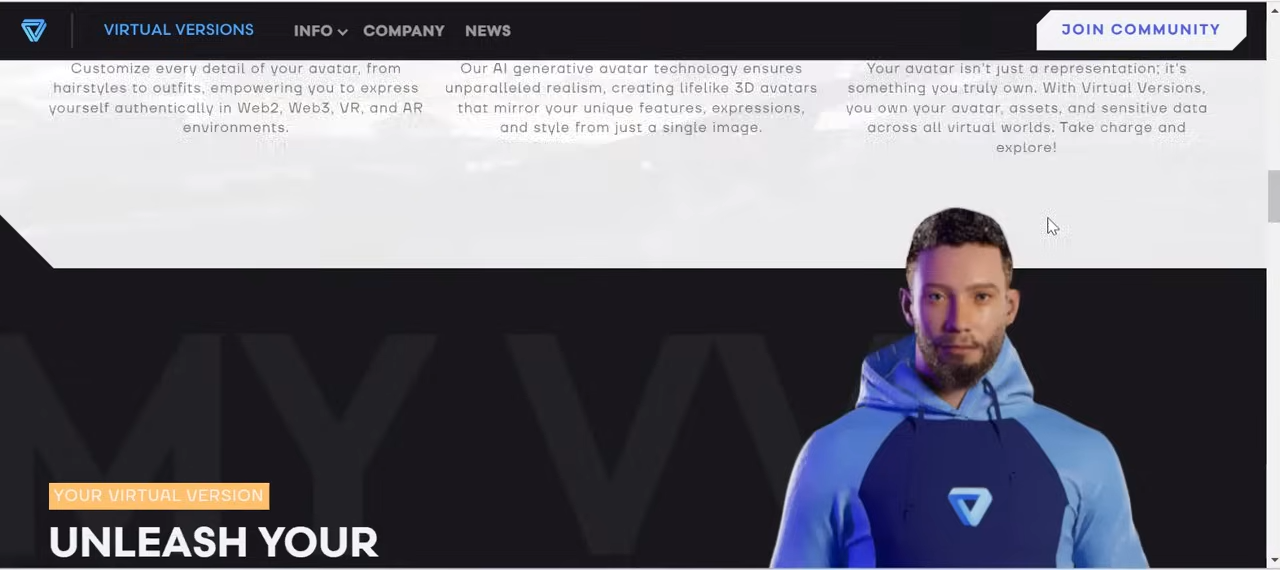 VIRTUAL VERSIONS INFO COMPANY NEWS JOIN COMMUNITY
Customize every detail of your avatar, from
hairstyles to outfits, empowering you to express
yourself authentically in Web2, Web3, VR, and AR
environments.
Our AI generative avatar technology ensures
unparalleled realism, creating lifelike 3D avatars
that mirror your unique features, expressions,
and style from just a single image.
Your avatar isn't just a representation; it's
something you truly own. With Virtual Versions,
you own your avatar, assets, and sensitive data
across all virtual worlds. Take charge and
explore!
MY VV
YOUR VIRTUAL VERSION
UNLEASH YOUR